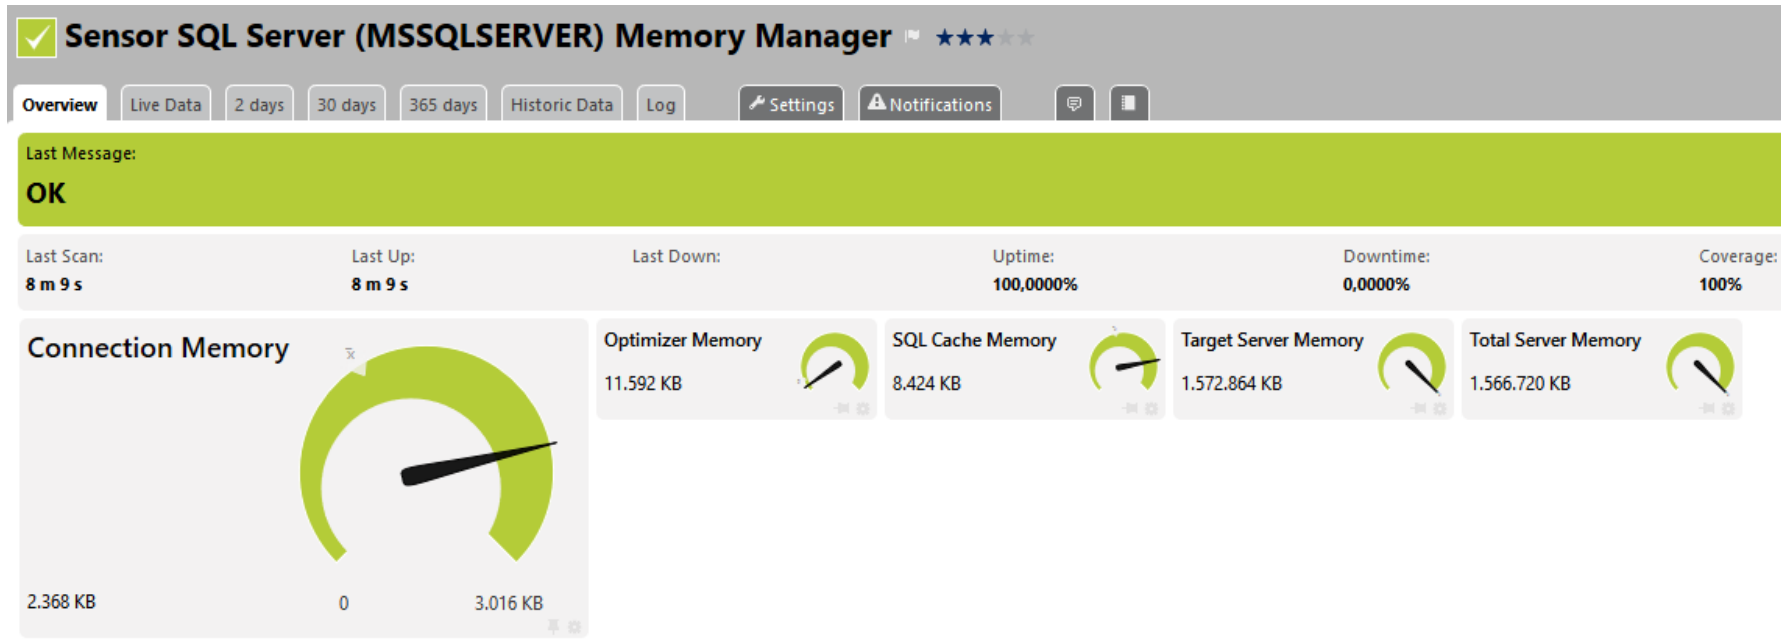 Sensor SQL Server (MSSQLSERVER) Memory Manager
Overview
Live Data
2 days
30 days
365 days
Historic Data
Log
Settings
Notifications
Last Message:
OK
Last Scan:
8 m 9 s
Last Up:
8 m 9 s
Last Down:
Uptime:
100,0000%
Downtime:
0,0000%
Coverage:
100%
Connection Memory
x
2.368 KB
0
3.016 KB
Optimizer Memory
11.592 KB
SQL Cache Memory
8.424 KB
Target Server Memory
1.572.864 KB
Total Server Memory
1.566.720 KB